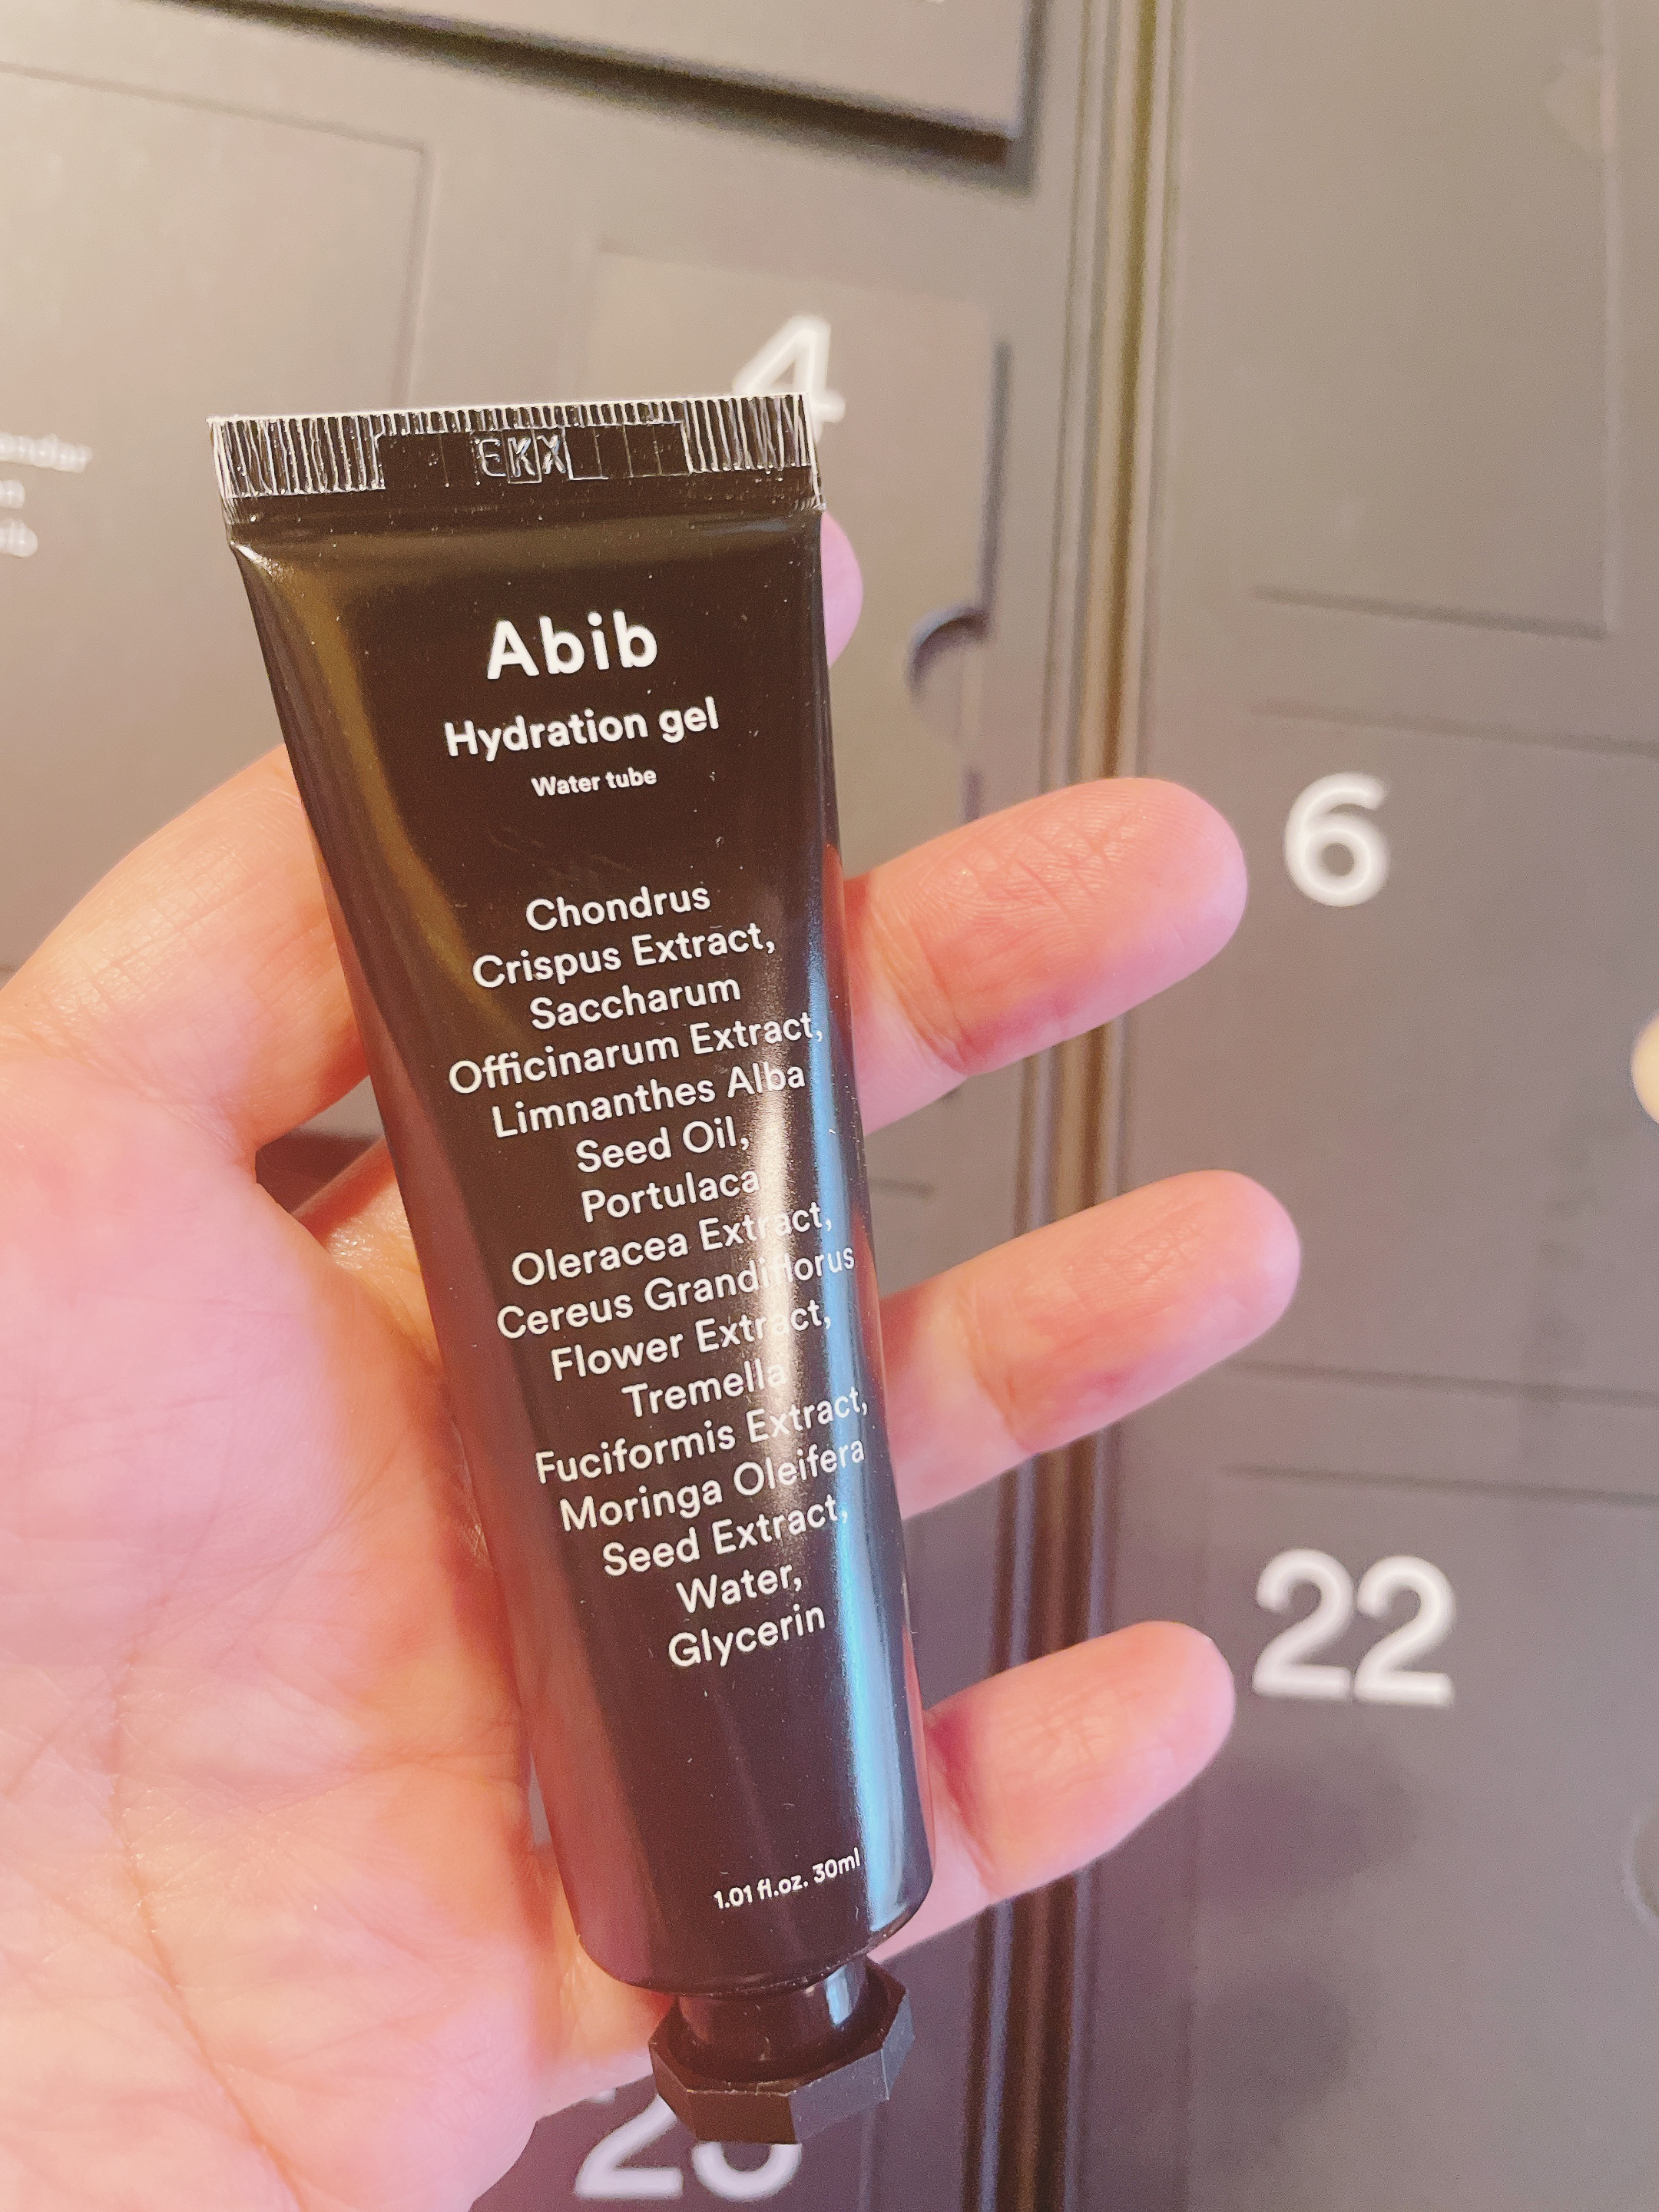 4
EKX
Abib
Hydration gel
Water tube
Chondrus
Crispus Extract,
Saccharum
Officinarum Extract,
Limnanthes Alba
Seed Oil,
Portulaca
Oleracea Extract,
Cereus Grandiflorus
Flower Extract,
Tremella
Fuciformis Extract,
Moringa Oleifera
Seed Extract,
Water,
Glycerin
1.01 fl.oz. 30ml
6
22